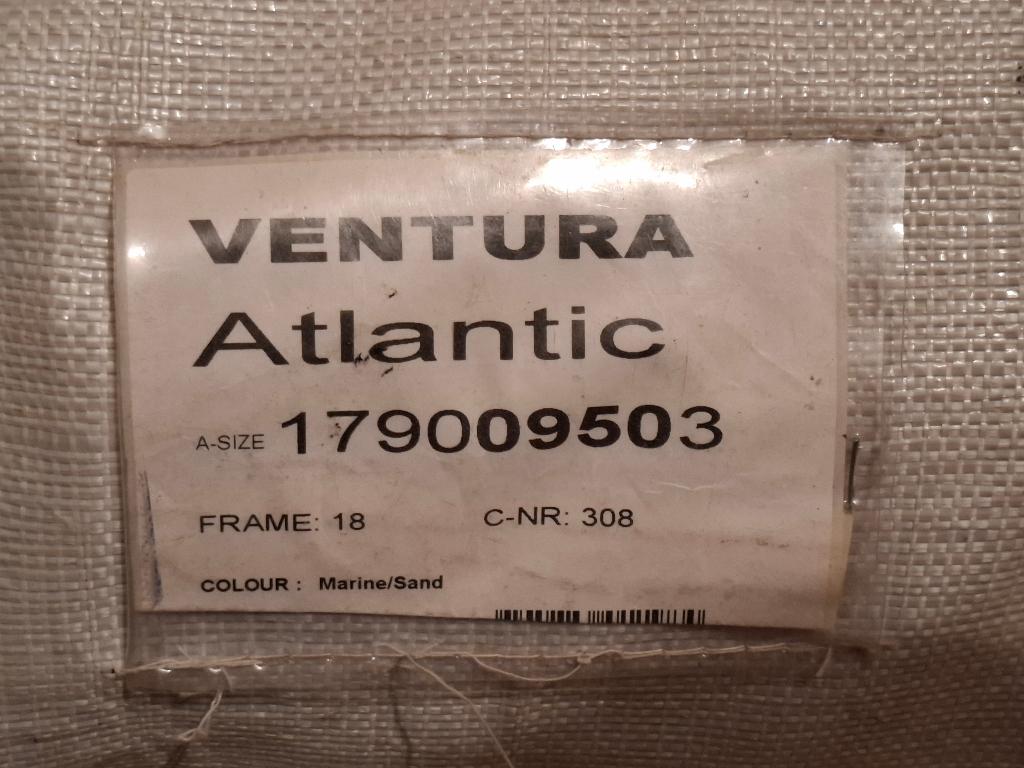 VENTURA
Atlantic
A-SIZE 179009503
FRAME: 18 C-NR: 308
COLOUR : Marine/Sand